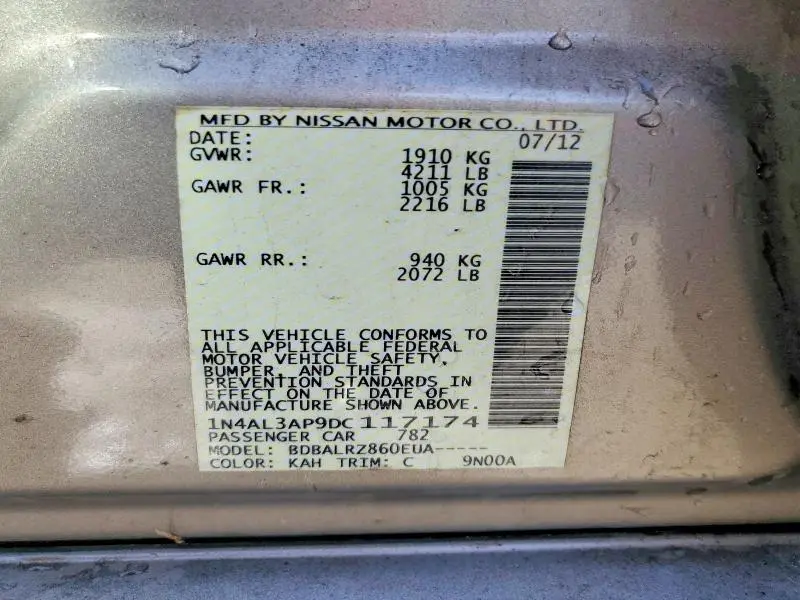 MFD BY NISSAN MOTOR CO., LTD.
DATE: 07/12
GVWR: 1910 KG
4211 LB
GAWR FR.: 1005 KG
2216 LB
GAWR RR.: 940 KG
2072 LB
THIS VEHICLE CONFORMS TO
ALL APPLICABLE FEDERAL
MOTOR VEHICLE SAFETY,
BUMPER, AND THEFT
PREVENTION STANDARDS IN
EFFECT ON THE DATE OF
MANUFACTURE SHOWN ABOVE.
1N4AL3AP9DC117174
PASSENGER CAR 782
MODEL: BDBALRZ860EUA-----
COLOR: KAH TRIM: C 9N00A